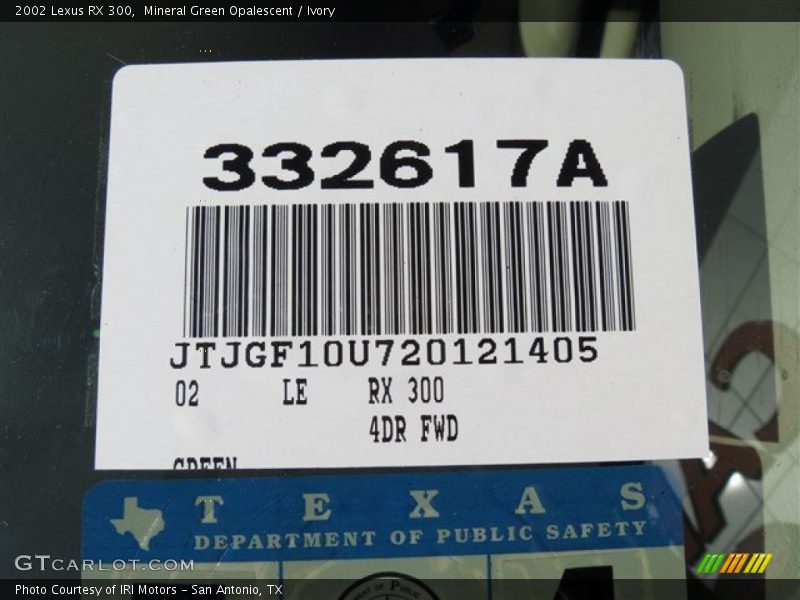 2002 Lexus RX 300,  Mineral Green Opalescent / Ivory
332617A
JTJGF10U720121405
02 LE RX 300
4DR FWD
GREEN
TEXAS
DEPARTMENT OF PUBLIC SAFETY
GTCARLOT.COM
Photo Courtesy of IRI Motors - San Antonio, TX